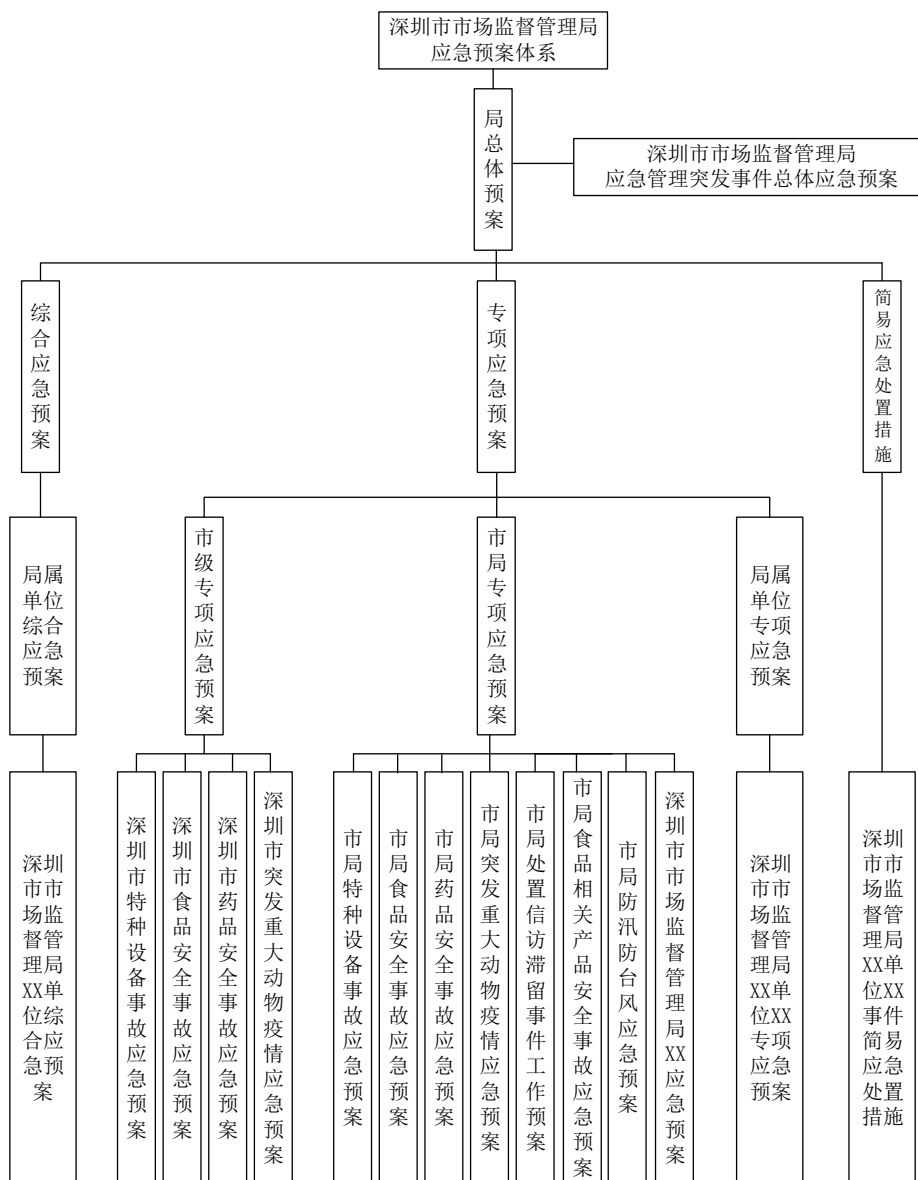 深圳市市场监督管理局
应急预案体系
局总体预案
深圳市市场监督管理局
应急管理突发事件总体应急预案
综合应急预案
专项应急预案
简易应急处置措施
局属单位综合应急预案
市级专项应急预案
市局专项应急预案
局属单位专项应急预案
深圳市市场监督管理局XX单位综合应急预案
深圳市特种设备事故应急预案
深圳市食品安全事故应急预案
深圳市药品安全事故应急预案
深圳市突发重大动物疫情应急预案
市局特种设备事故应急预案
市局食品安全事故应急预案
市局药品安全事故应急预案
市局突发重大动物疫情应急预案
市局处置信访滞留事件工作预案
市局食品相关产品安全事故应急预案
市局防汛防台风应急预案
深圳市市场监督管理局XX应急预案
深圳市市场监督管理局XX单位XX专项应急预案
深圳市市场监督管理局XX单位XX事件简易应急处置措施